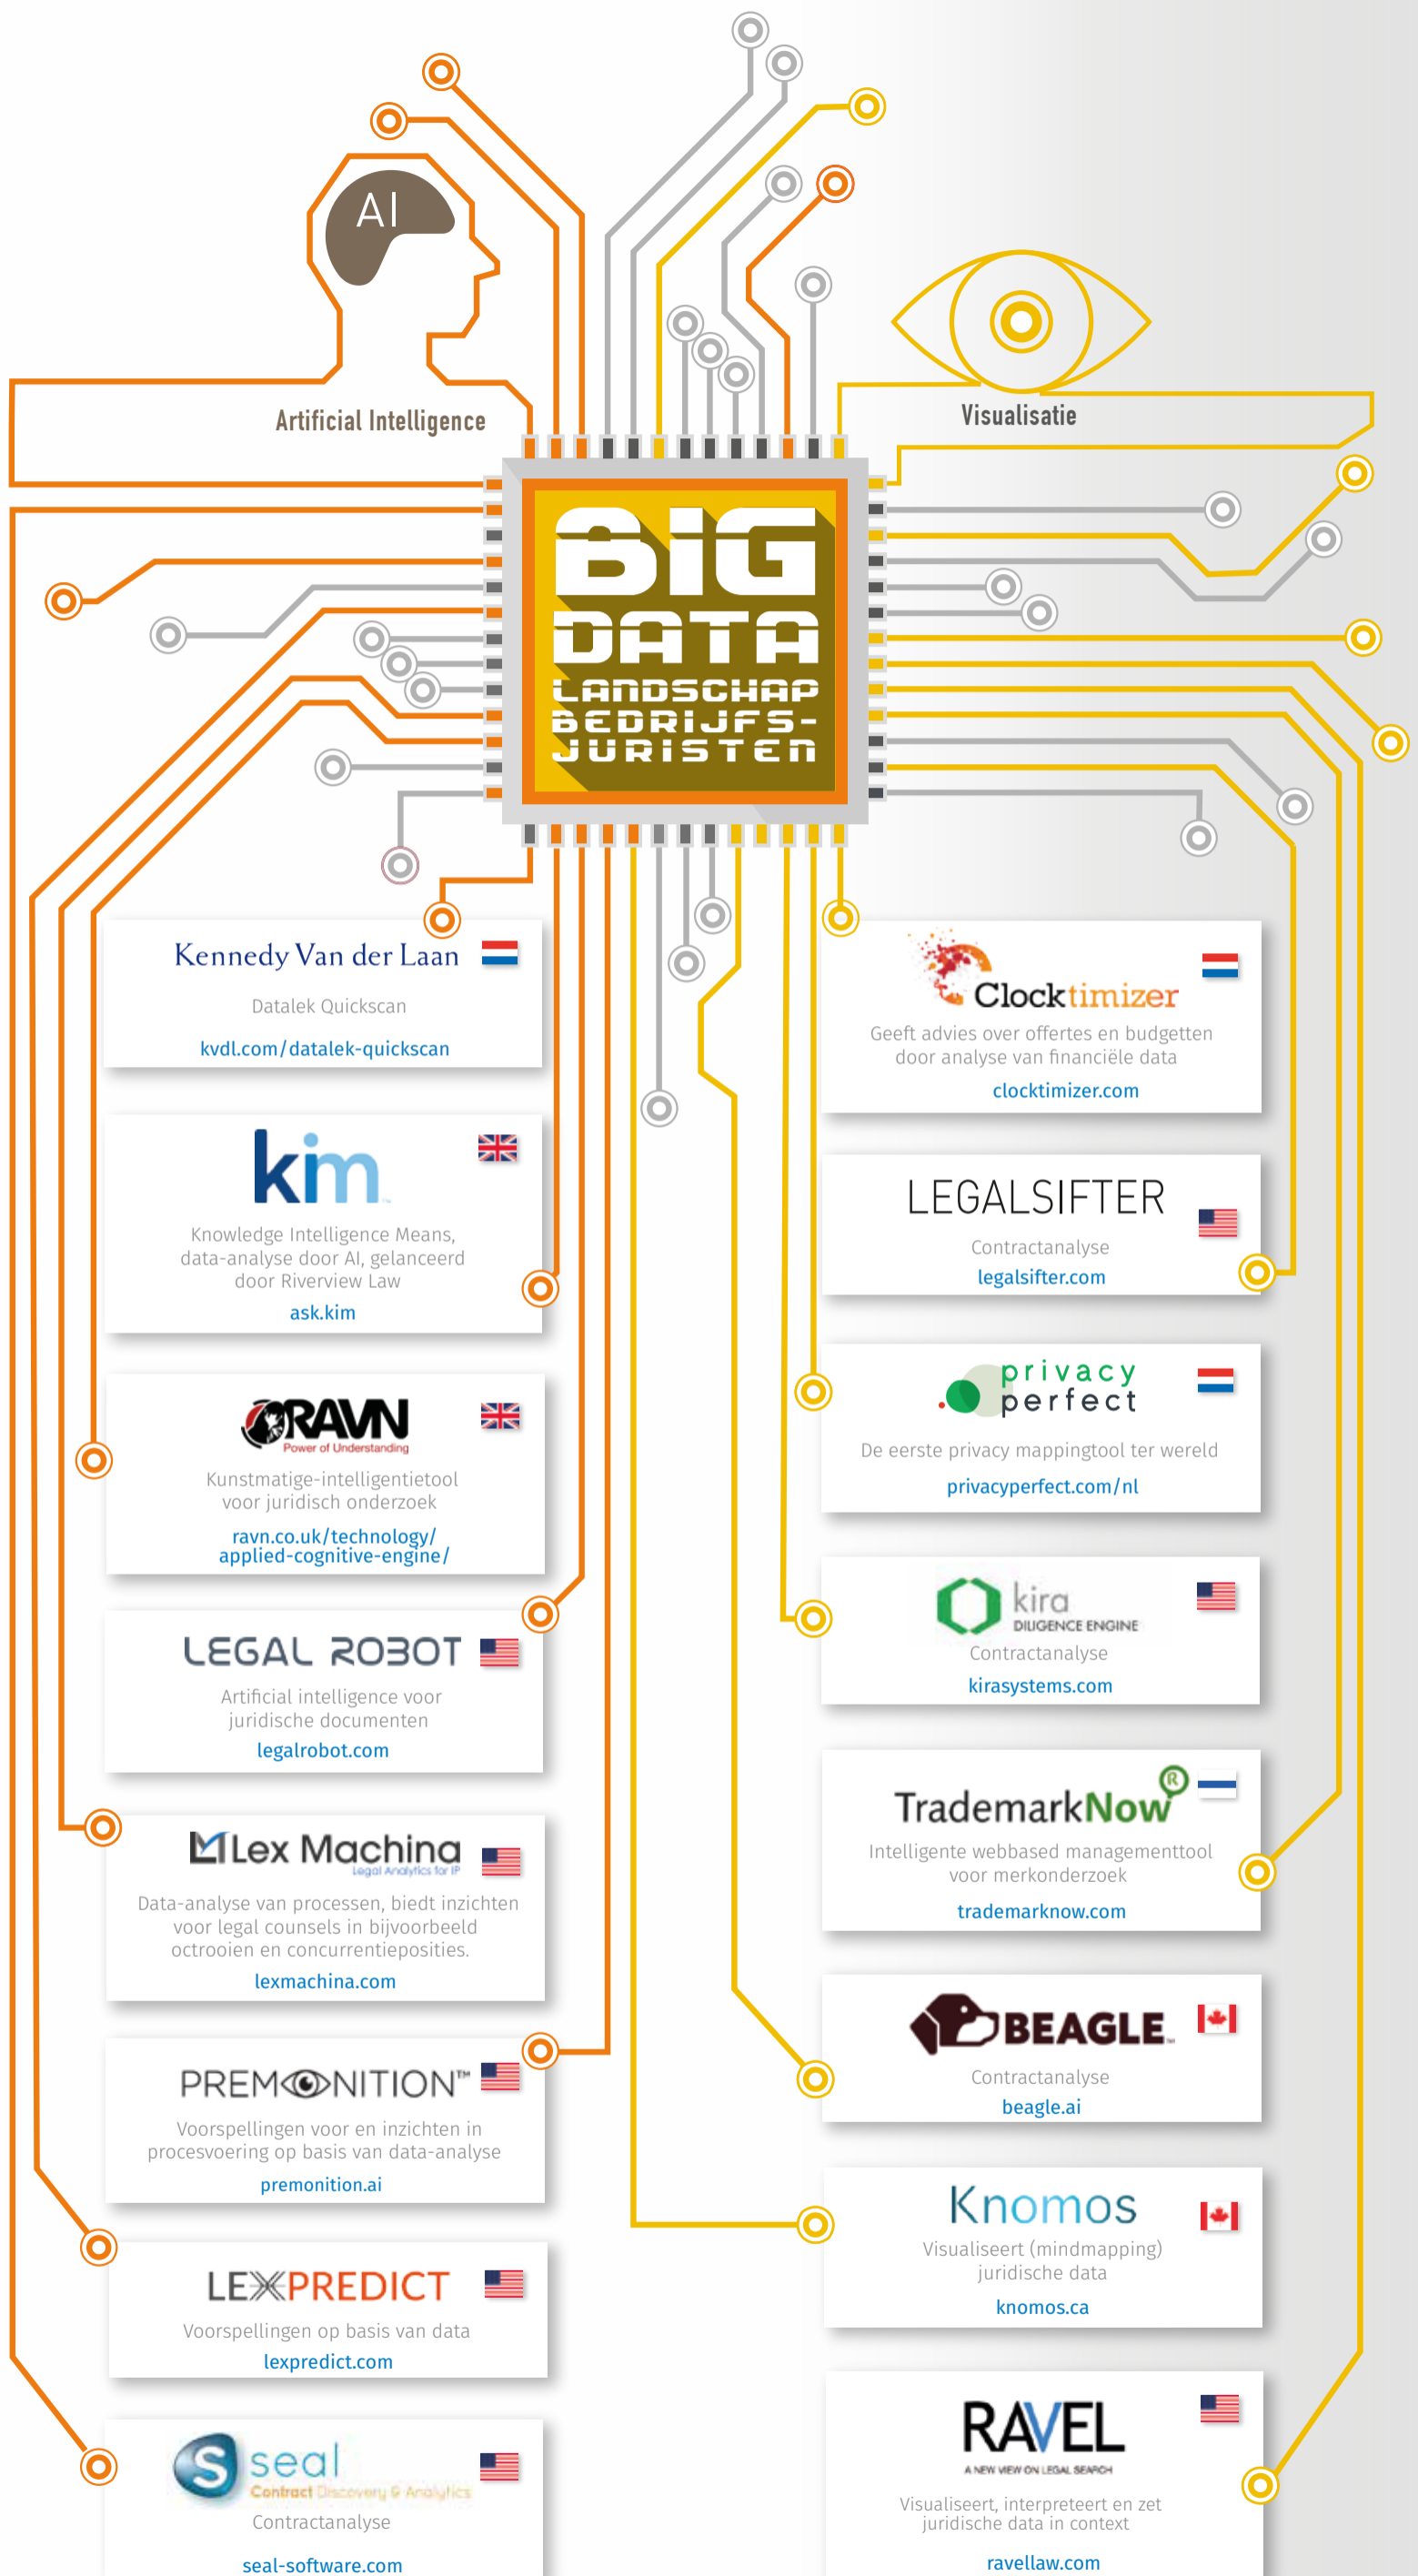 AI
Artificial Intelligence
Visualisatie
BIG
DATA
LANDSCHAP
BEDRIJFS-
JURISTEN
Kennedy Van der Laan
Datalek Quickscan
kvdl.com/datalek-quickscan
kim
Knowledge Intelligence Means,
data-analyse door AI, gelanceerd
door Riverview Law
ask.kim
RAVN
Power of Understanding
Kunstmatige-intelligentietool
voor juridisch onderzoek
ravn.co.uk/technology/
applied-cognitive-engine/
LEGAL ROBOT
Artificial intelligence voor
juridische documenten
legalrobot.com
Lex Machina
Legal Analytics for IP
Data-analyse van processen, biedt inzichten
voor legal counsels in bijvoorbeeld
octrooien en concurrentieposities.
lexmachina.com
PREMONITION™
Voorspellingen voor en inzichten in
procesvoering op basis van data-analyse
premonition.ai
LEXPREDICT
Voorspellingen op basis van data
lexpredict.com
S seal
Contract Discovery & Analytics
Contractanalyse
seal-software.com
Clocktimizer
Geeft advies over offertes en budgetten
door analyse van financiële data
clocktimizer.com
LEGALSIFTER
Contractanalyse
legalsifter.com
privacy
perfect
De eerste privacy mappingtool ter wereld
privacyperfect.com/nl
kira
DILIGENCE ENGINE
Contractanalyse
kirasystems.com
TrademarkNow®
Intelligente webbased managementtool
voor merkonderzoek
trademarknow.com
BEAGLE™
Contractanalyse
beagle.ai
Knomos
Visualiseert (mindmapping)
juridische data
knomos.ca
RAVEL
A NEW VIEW ON LEGAL SEARCH
Visualiseert, interpreteert en zet
juridische data in context
ravellaw.com